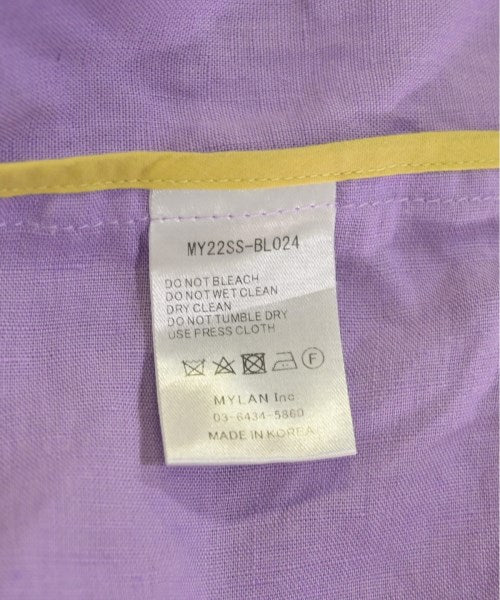 MY22SS-BL024
DO NOT BLEACH
DO NOT WET CLEAN
DRY CLEAN
DO NOT TUMBLE DRY
USE PRESS CLOTH
F
MYLAN Inc
03-6434-5860
MADE IN KOREA